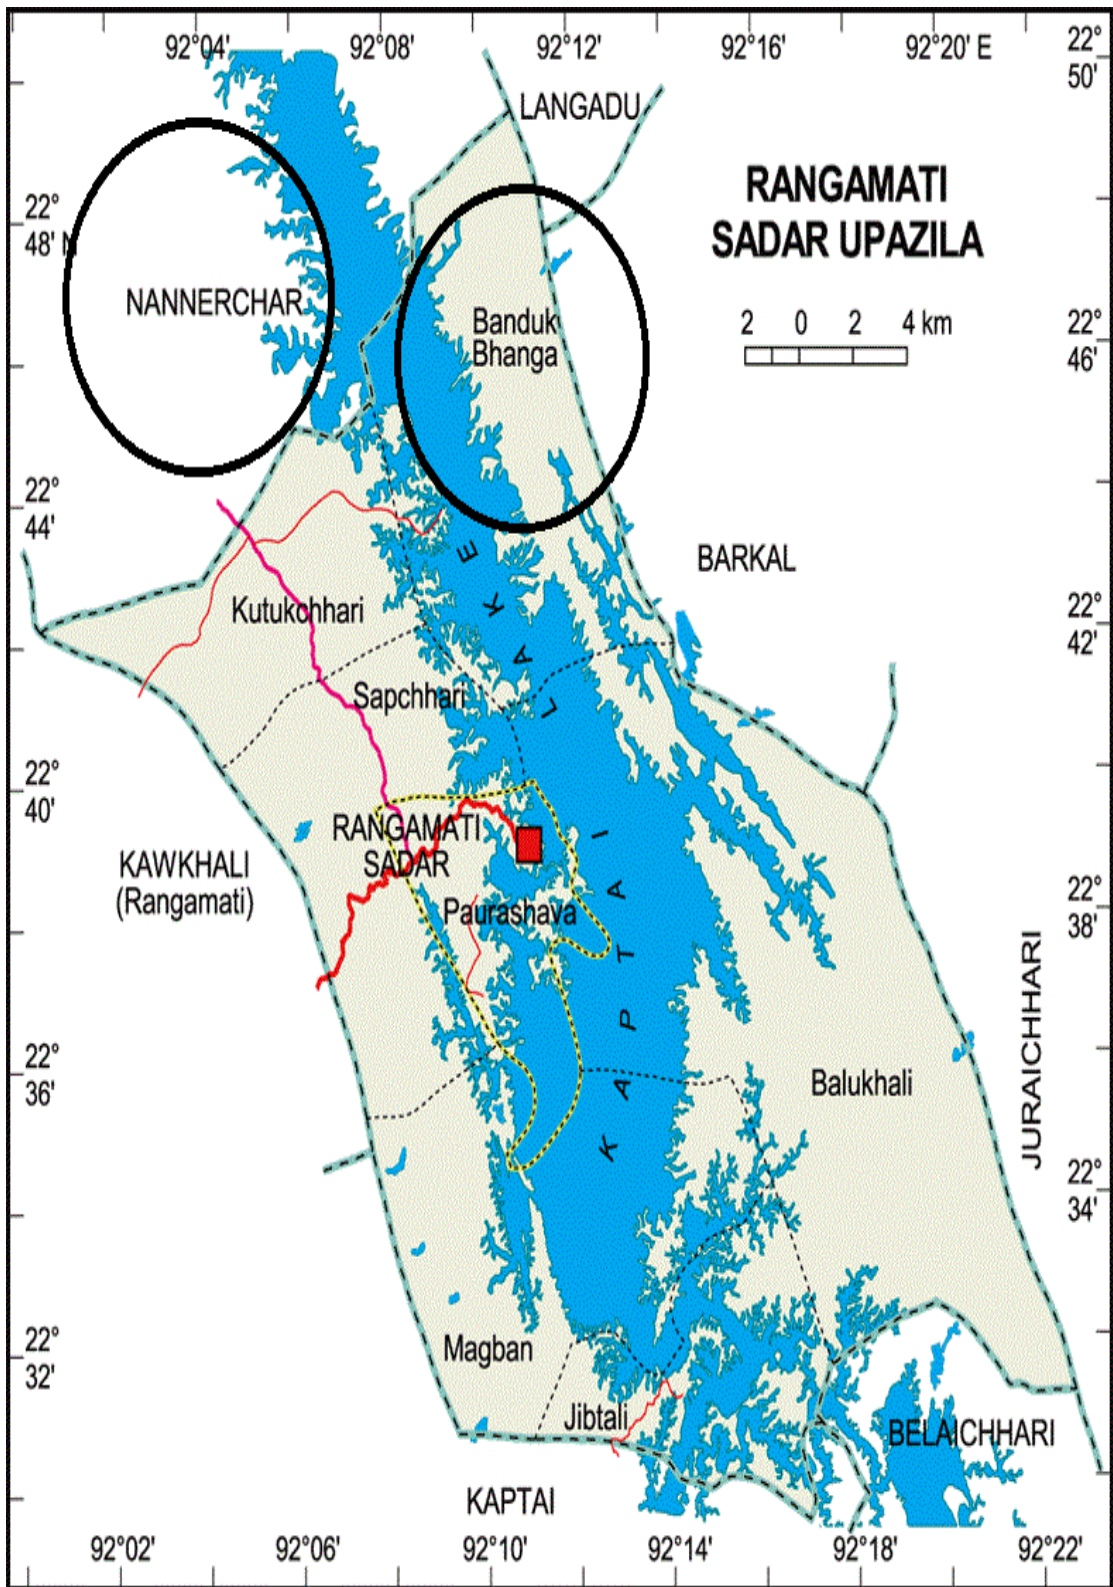 92°04'
92°08'
92°12'
92°16'
92°20' E
22°
50'
LANGADU
RANGAMATI
SADAR UPAZILA
22°
48' N
NANNERCHAR
2 0 2 4 km
Banduk
Bhanga
22°
46'
22°
44'
BARKAL
Kutukchhari
22°
42'
Sapchhari
22°
40'
RANGAMATI
SADAR
KAWKHALI
(Rangamati)
Paurashava
22°
38'
KAPTAI LAKE
JURAICHHARI
22°
36'
Balukhali
22°
34'
22°
32'
Magban
Jibtali
BELAICHHARI
KAPTAI
92°02'
92°06'
92°10'
92°14'
92°18'
92°22'